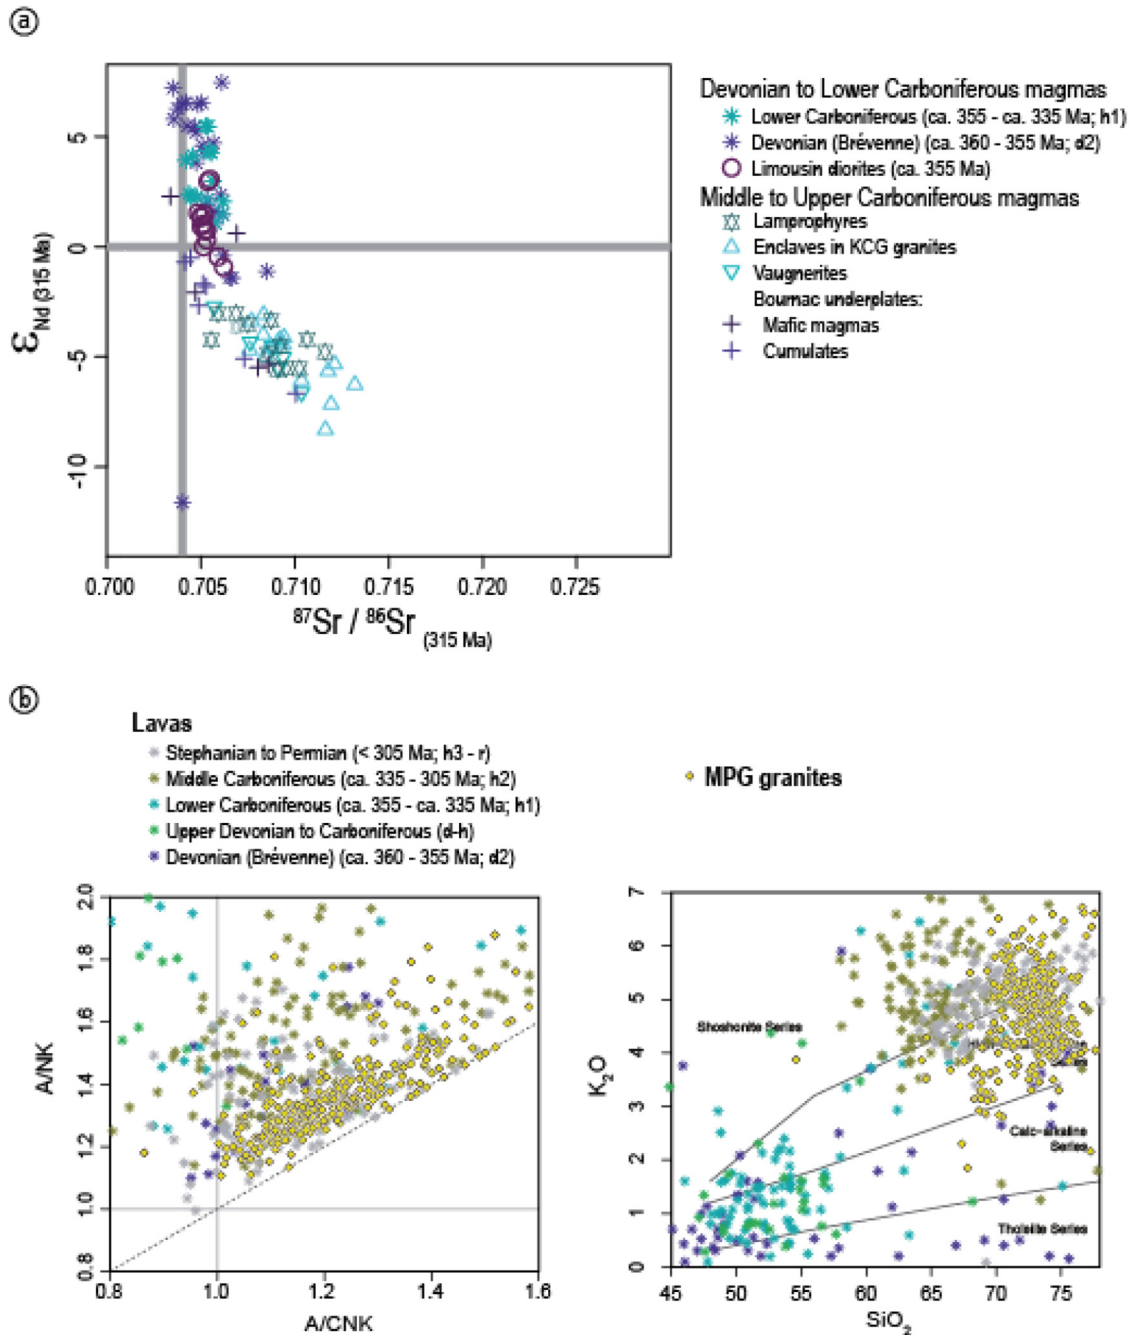 a
Devonian to Lower Carboniferous magmas
Lower Carboniferous (ca. 355 - ca. 335 Ma; h1)
Devonian (Brévenne) (ca. 360 - 355 Ma; d2)
Limousin diorites (ca. 355 Ma)
Middle to Upper Carboniferous magmas
Lamprophyres
Enclaves in KCG granites
Vaugnerites
Bournac underplates:
Mafic magmas
Cumulates
5
0
-5
-10
εNd (315 Ma)
0.700 0.705 0.710 0.715 0.720 0.725
87Sr / 86Sr (315 Ma)
b
Lavas
Stephanian to Permian (< 305 Ma; h3 - r)
Middle Carboniferous (ca. 335 - 305 Ma; h2)
Lower Carboniferous (ca. 355 - ca. 335 Ma; h1)
Upper Devonian to Carboniferous (d-h)
Devonian (Brévenne) (ca. 360 - 355 Ma; d2)
MPG granites
2.0
1.8
1.6
1.4
1.2
1.0
0.8
A/NK
0.8 1.0 1.2 1.4 1.6
A/CNK
7
6
5
4
3
2
1
0
K2O
Shoshonite Series
Series
Calc-alkaline
Series
Tholeiite Series
45 50 55 60 65 70 75
SiO2